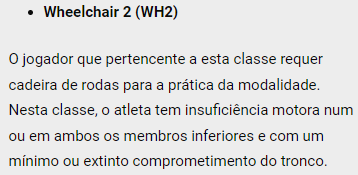 • Wheelchair 2 (WH2)
O jogador que pertencente a esta classe requer
cadeira de rodas para a prática da modalidade.
Nesta classe, o atleta tem insuficiência motora num
ou em ambos os membros inferiores e com um
mínimo ou extinto comprometimento do tronco.